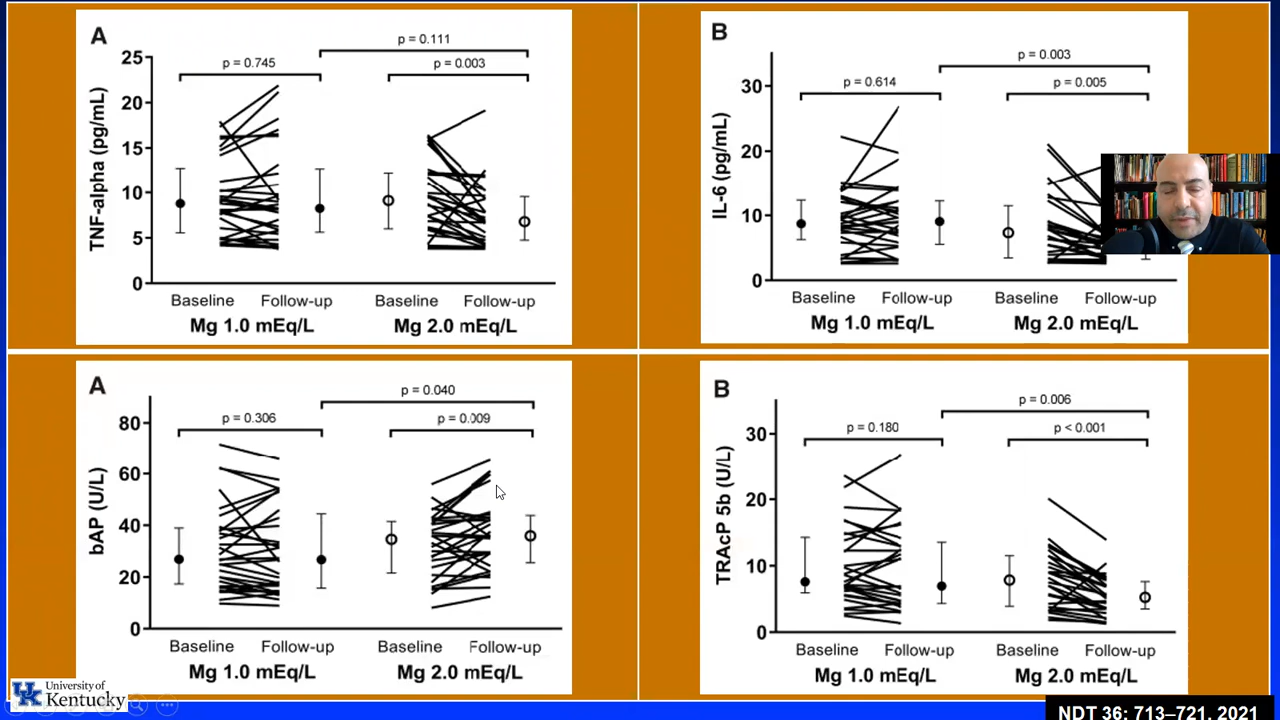 A
p = 0.111
p = 0.745
p = 0.003
25
20
15
10
5
0
TNF-alpha (pg/mL)
Baseline Follow-up Baseline Follow-up
Mg 1.0 mEq/L Mg 2.0 mEq/L
B
p = 0.003
p = 0.614
p = 0.005
30
20
10
0
IL-6 (pg/mL)
Baseline Follow-up Baseline Follow-up
Mg 1.0 mEq/L Mg 2.0 mEq/L
A
p = 0.040
p = 0.306
p = 0.009
80
60
40
20
0
bAP (U/L)
Baseline Follow-up Baseline Follow-up
Mg 1.0 mEq/L Mg 2.0 mEq/L
B
p = 0.006
p = 0.180
p < 0.001
30
20
10
0
TRAcP 5b (U/L)
Baseline Follow-up Baseline Follow-up
Mg 1.0 mEq/L Mg 2.0 mEq/L
UK
University of
Kentucky
NDT 36: 713–721, 2021